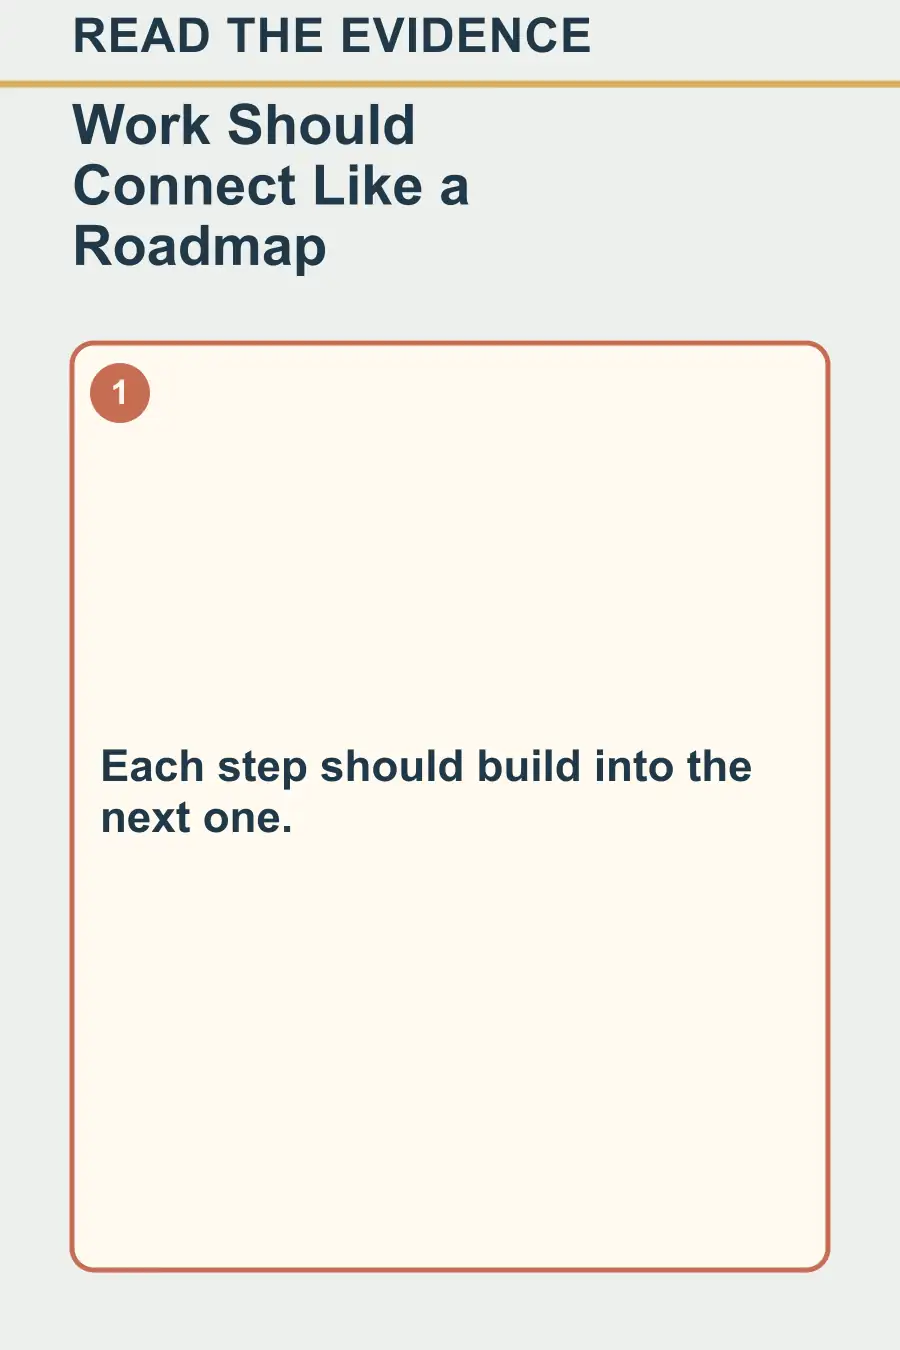 READ THE EVIDENCE
Work Should
Connect Like a
Roadmap
1
Each step should build into the
next one.